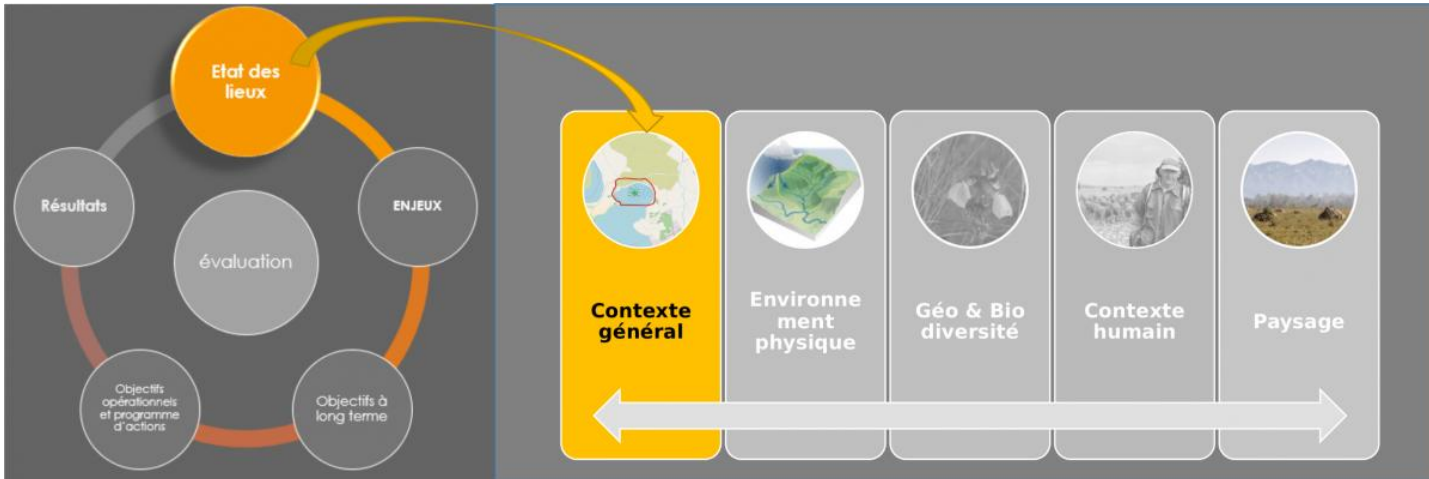 Etat des
lieux
Résultats
ENJEUX
évaluation
Objectifs
opérationnels
et programme
d'actions
Objectifs à
long terme
Contexte
général
Environne
ment
physique
Géo & Bio
diversité
Contexte
humain
Paysage